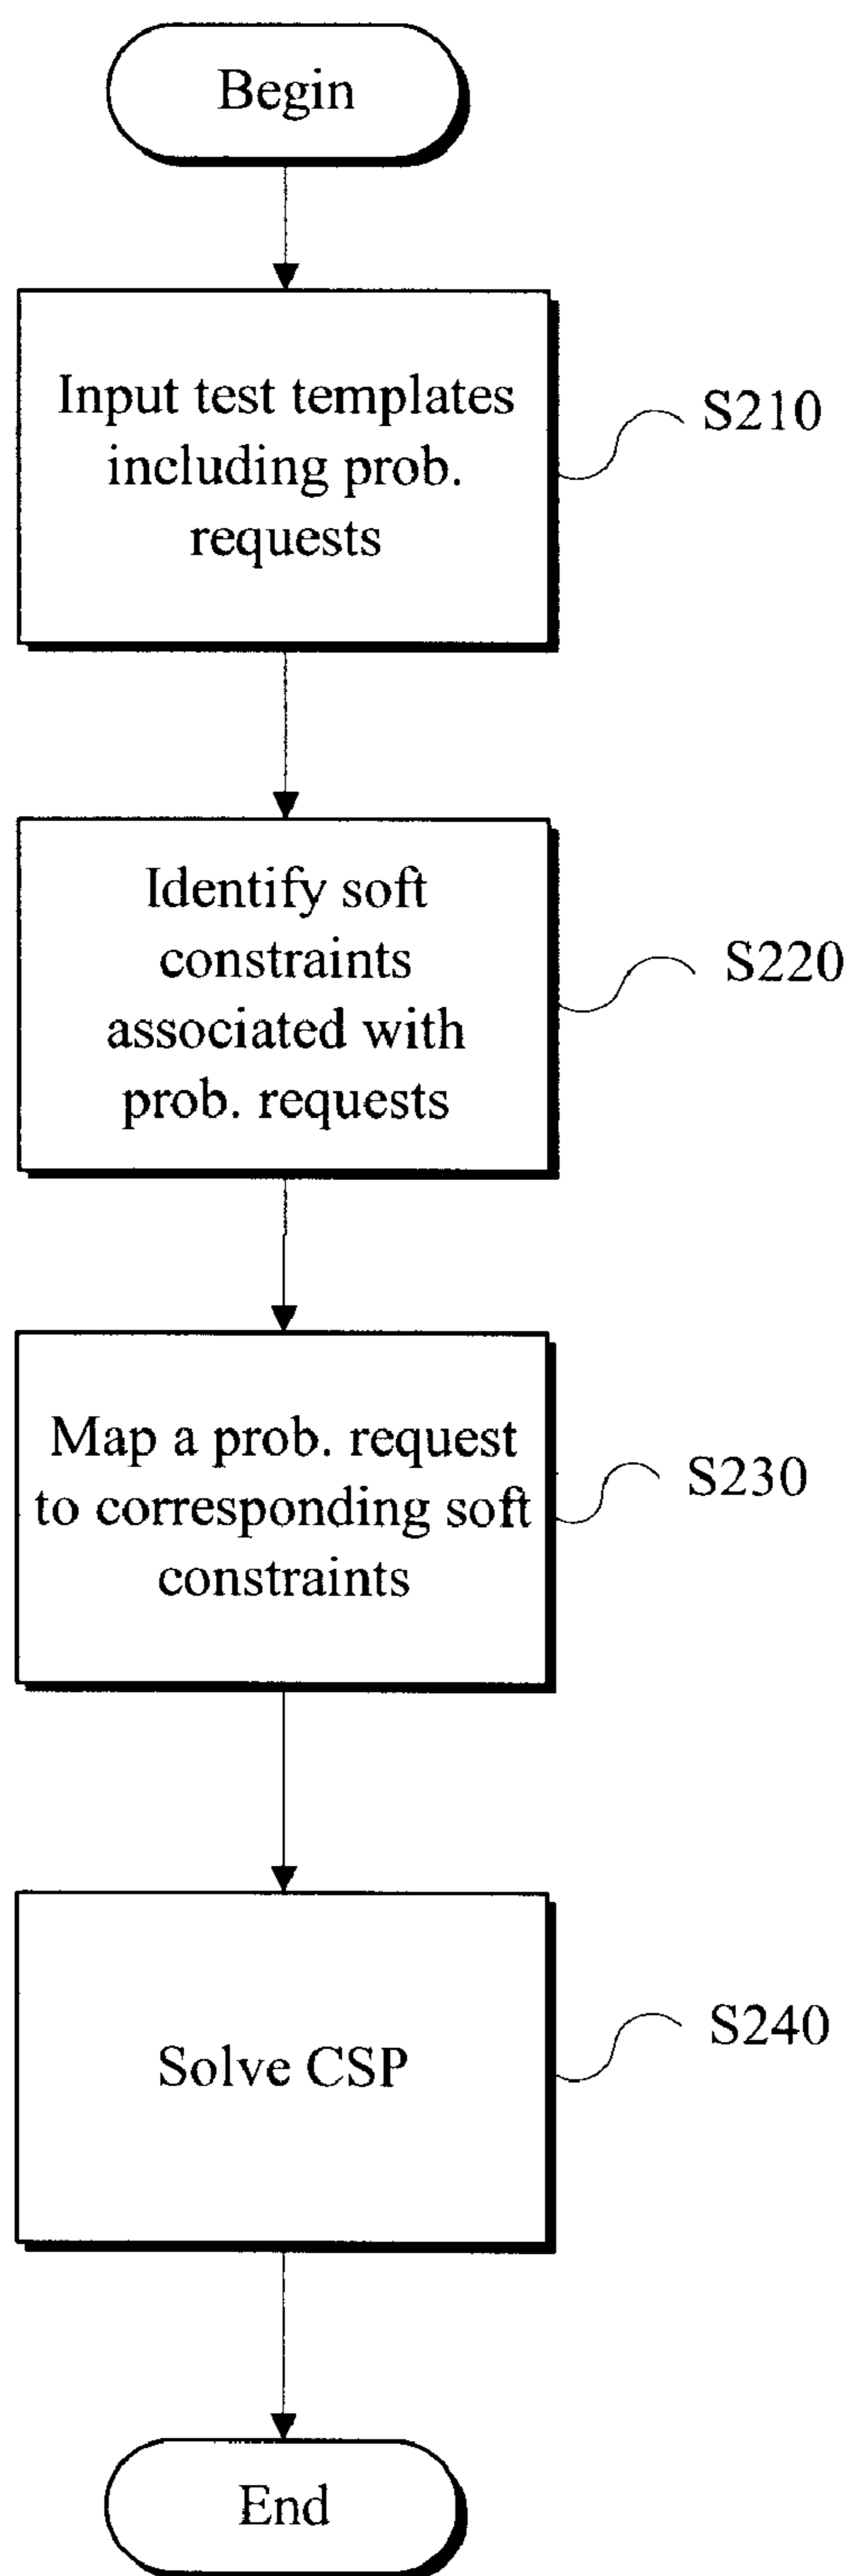 Begin
Input test templates
including prob.
requests
S210
Identify soft
constraints
associated with
prob. requests
S220
Map a prob. request
to corresponding soft
constraints
S230
Solve CSP
S240
End